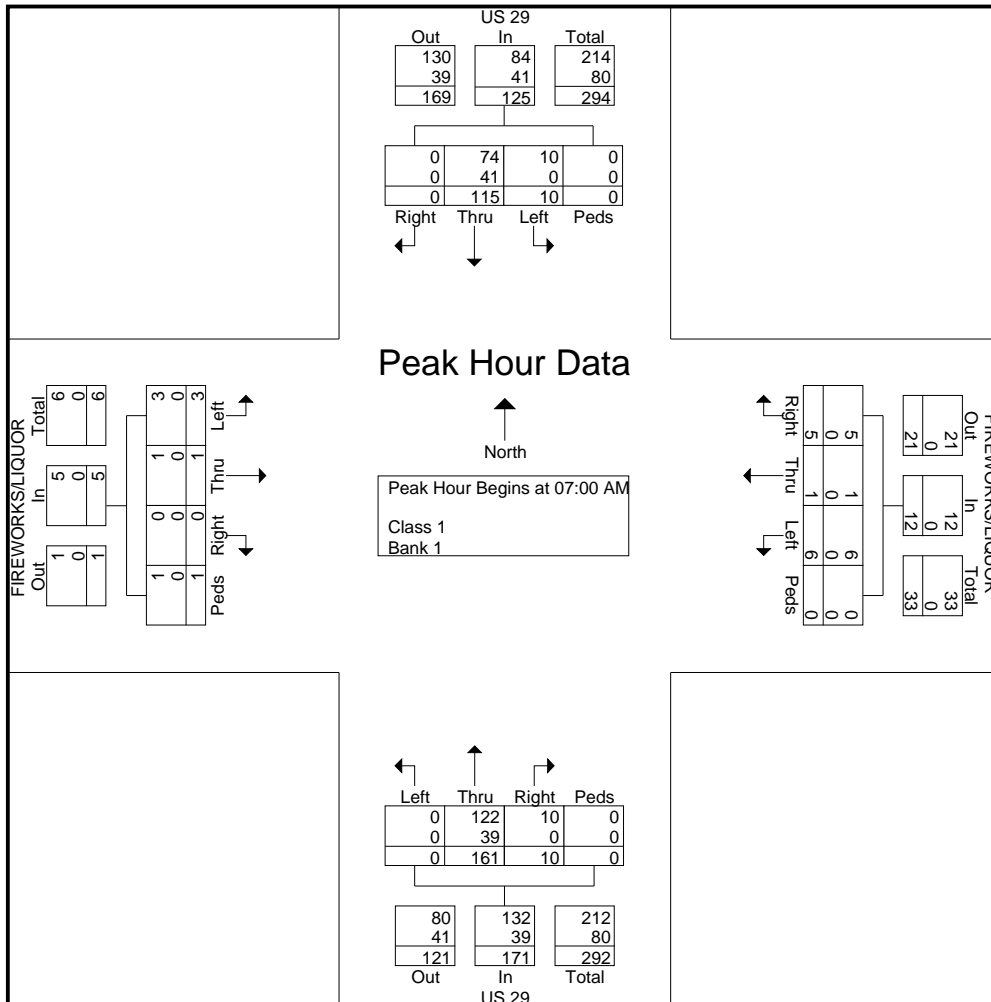 US 29
Out In Total
130 84 214
39 41 80
169 125 294
0 74 10 0
0 41 0 0
0 115 10 0
Right Thru Left Peds
Peak Hour Data
North
Peak Hour Begins at 07:00 AM
Class 1
Bank 1
FIREWORKS/LIQUOR
Out In Total
1 5 6
0 0 0
1 5 6
1 0 1 3
0 0 0 0
1 0 1 3
Peds Right Thru Left
FIREWORKS/LIQUOR
Out In Total
21 12 33
0 0 0
21 12 33
5 1 6 0
0 0 0 0
5 1 6 0
Right Thru Left Peds
Left Thru Right Peds
0 122 10 0
0 39 0 0
0 161 10 0
80 132 212
41 39 80
121 171 292
Out In Total
US 29